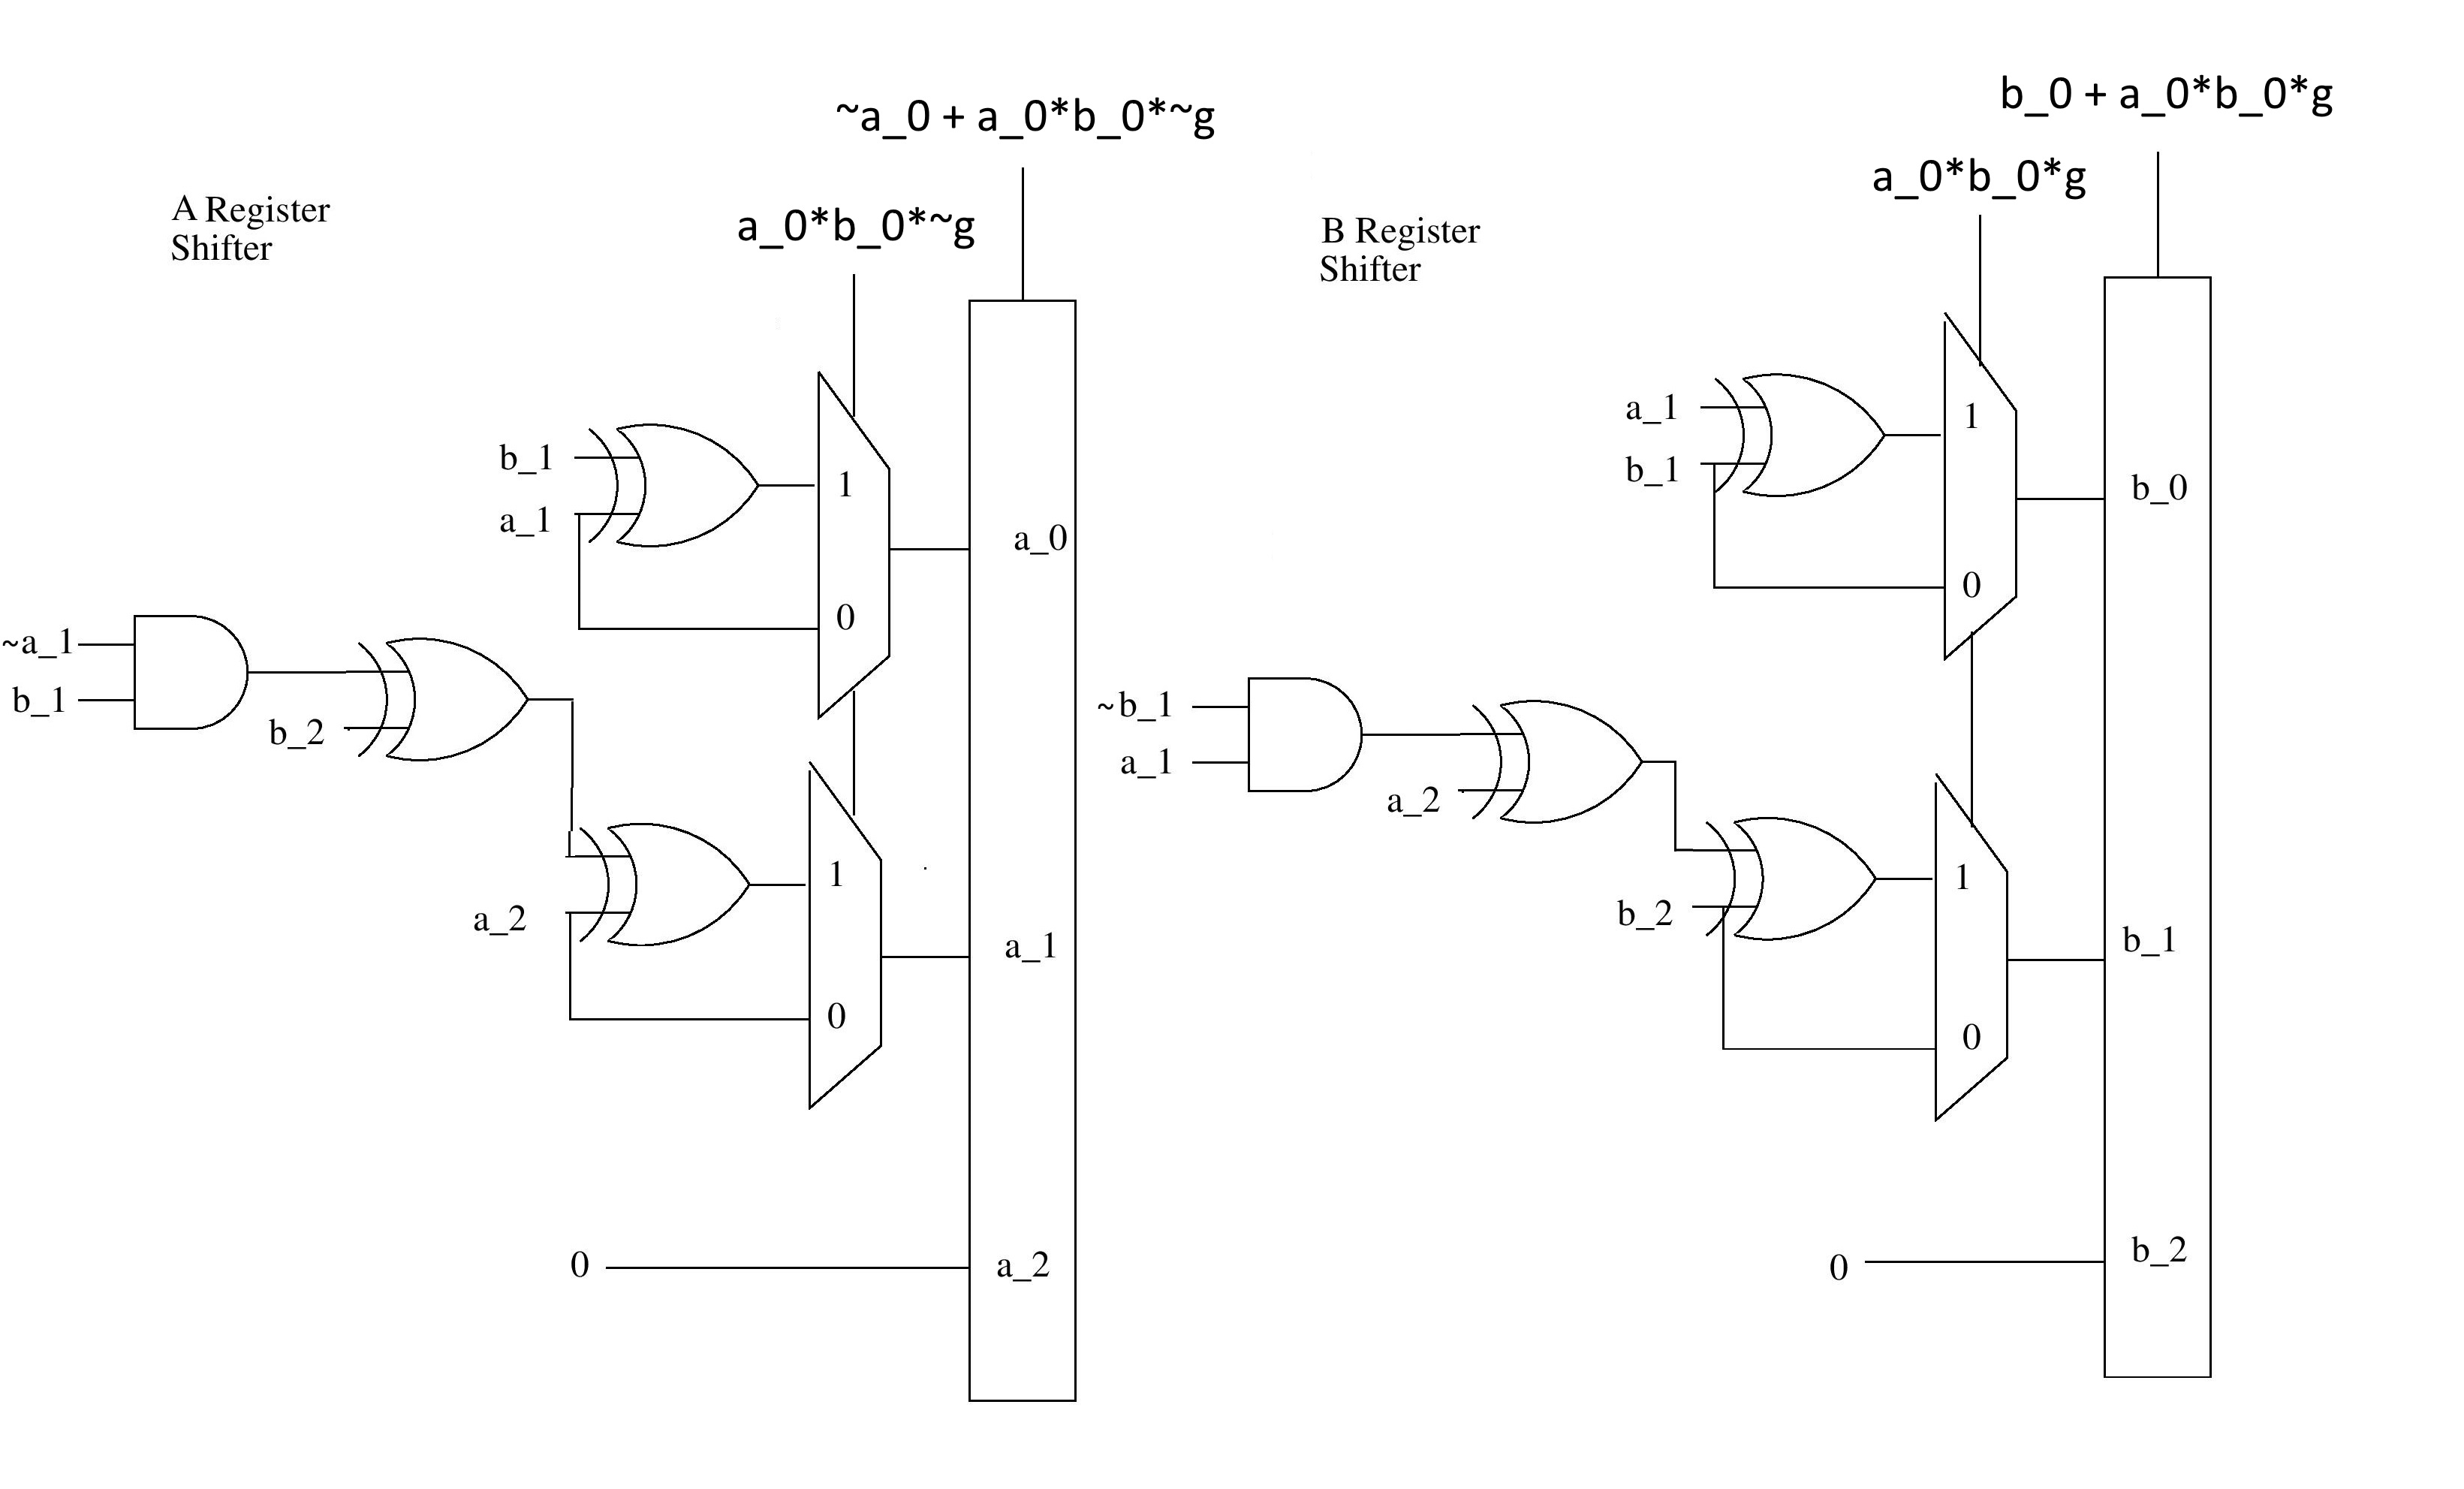 b_0 + a_0*b_0*g
~a_0 + a_0*b_0*~g
a_0*b_0*g
a_0*b_0*~g
A Register
Shifter
B Register
Shifter
b_1
a_1
1
0
a_0
~a_1
b_1
b_2
a_2
1
0
a_1
0
a_2
a_1
b_1
1
0
b_0
~b_1
a_1
a_2
b_2
1
0
b_1
0
b_2